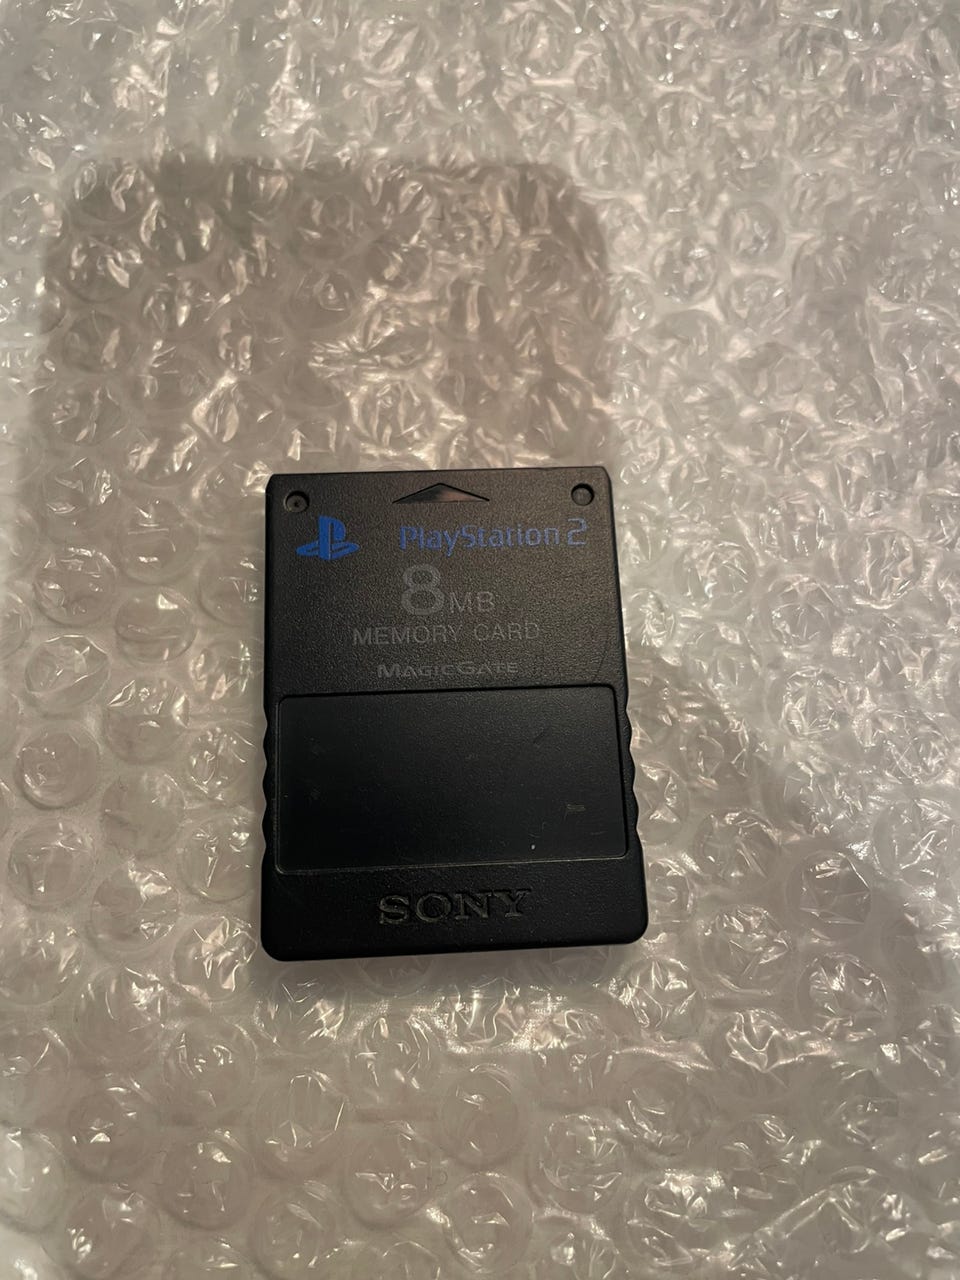 PlayStation 2
8MB
MEMORY CARD
MAGICGATE
SONY